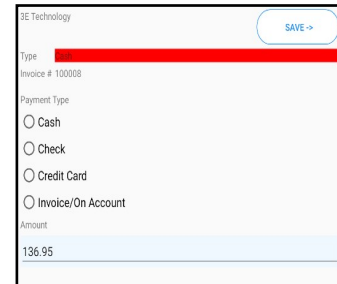 3E Technology
SAVE ->
Type Cash
Invoice # 100008
Payment Type
Cash
Check
Credit Card
Invoice/On Account
Amount
136.95